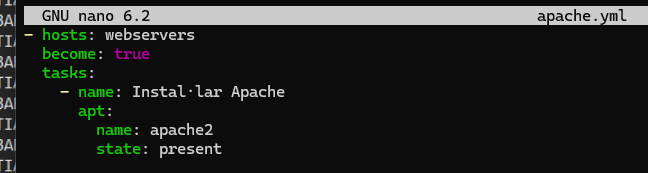 GNU nano 6.2 apache.yml
- hosts: webservers
  become: true
  tasks:
    - name: Instal·lar Apache
      apt:
        name: apache2
        state: present